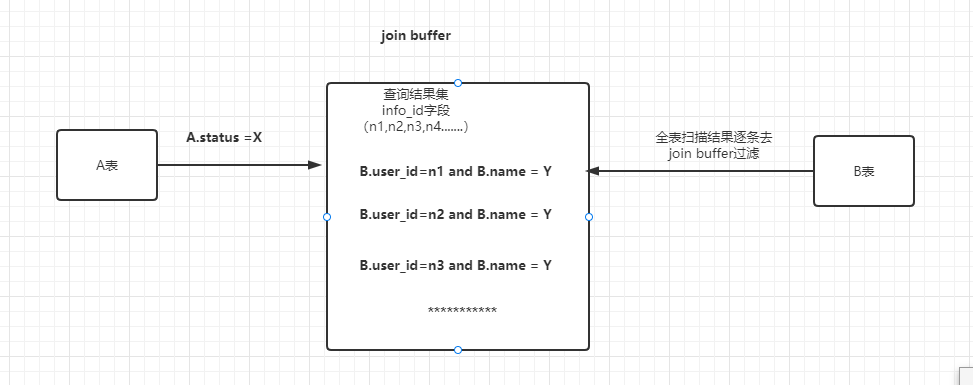 join buffer
查询结果集
info_id字段
（n1,n2,n3,n4.......）
A.status =X
A表
全表扫描结果逐条去
join buffer过滤
B表
B.user_id=n1 and B.name = Y
B.user_id=n2 and B.name = Y
B.user_id=n3 and B.name = Y
***********